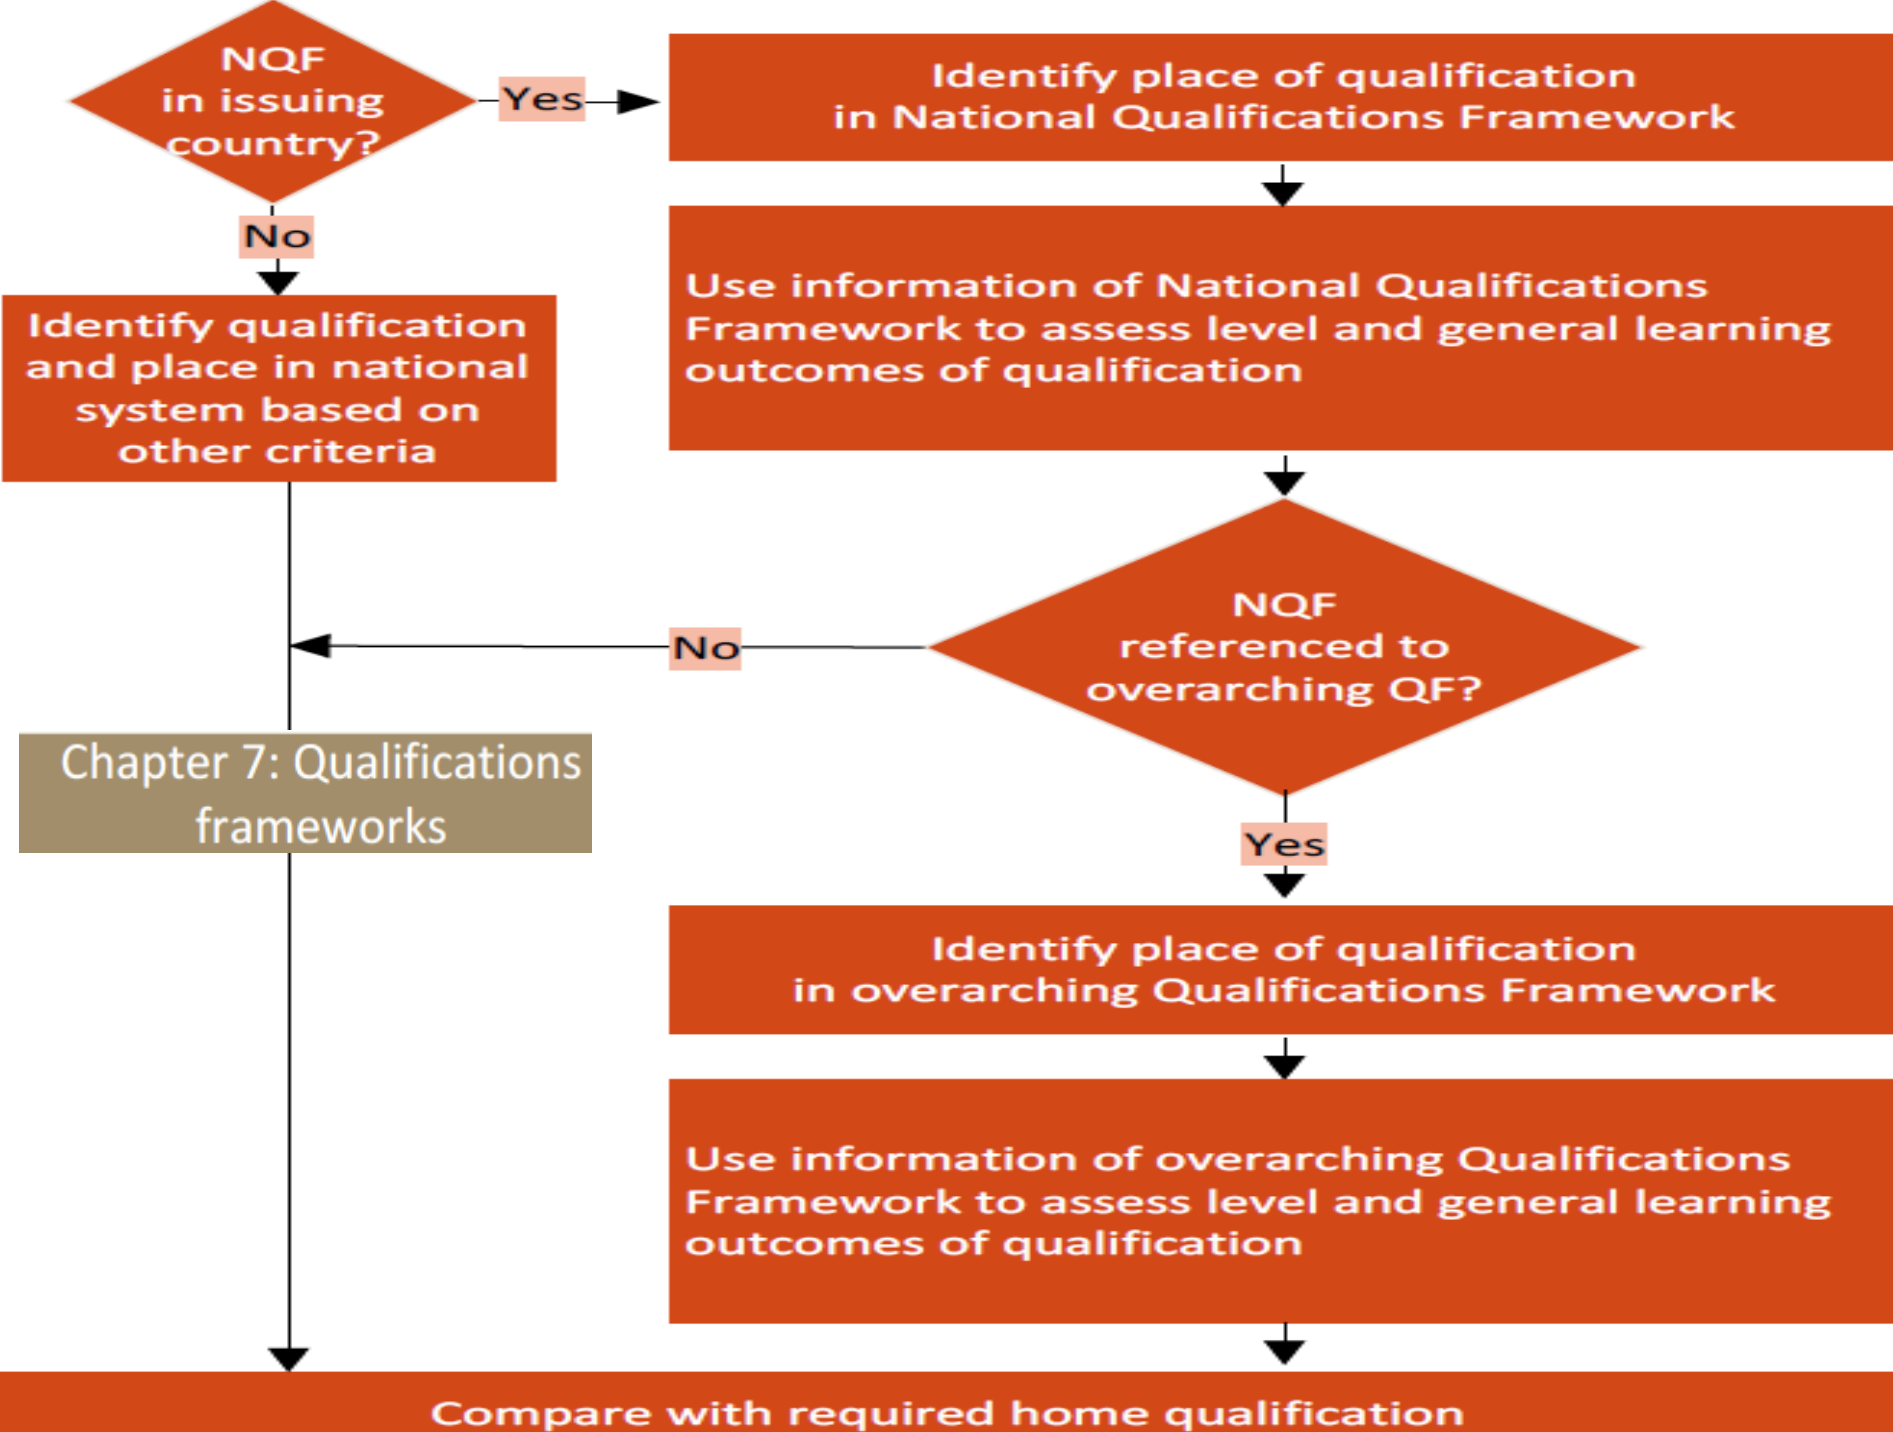 NQF
in issuing
country?
Yes
Identify place of qualification
in National Qualifications Framework
No
Identify qualification
and place in national
system based on
other criteria
Use information of National Qualifications
Framework to assess level and general learning
outcomes of qualification
NQF
referenced to
overarching QF?
No
Chapter 7: Qualifications
frameworks
Yes
Identify place of qualification
in overarching Qualifications Framework
Use information of overarching Qualifications
Framework to assess level and general learning
outcomes of qualification
Compare with required home qualification